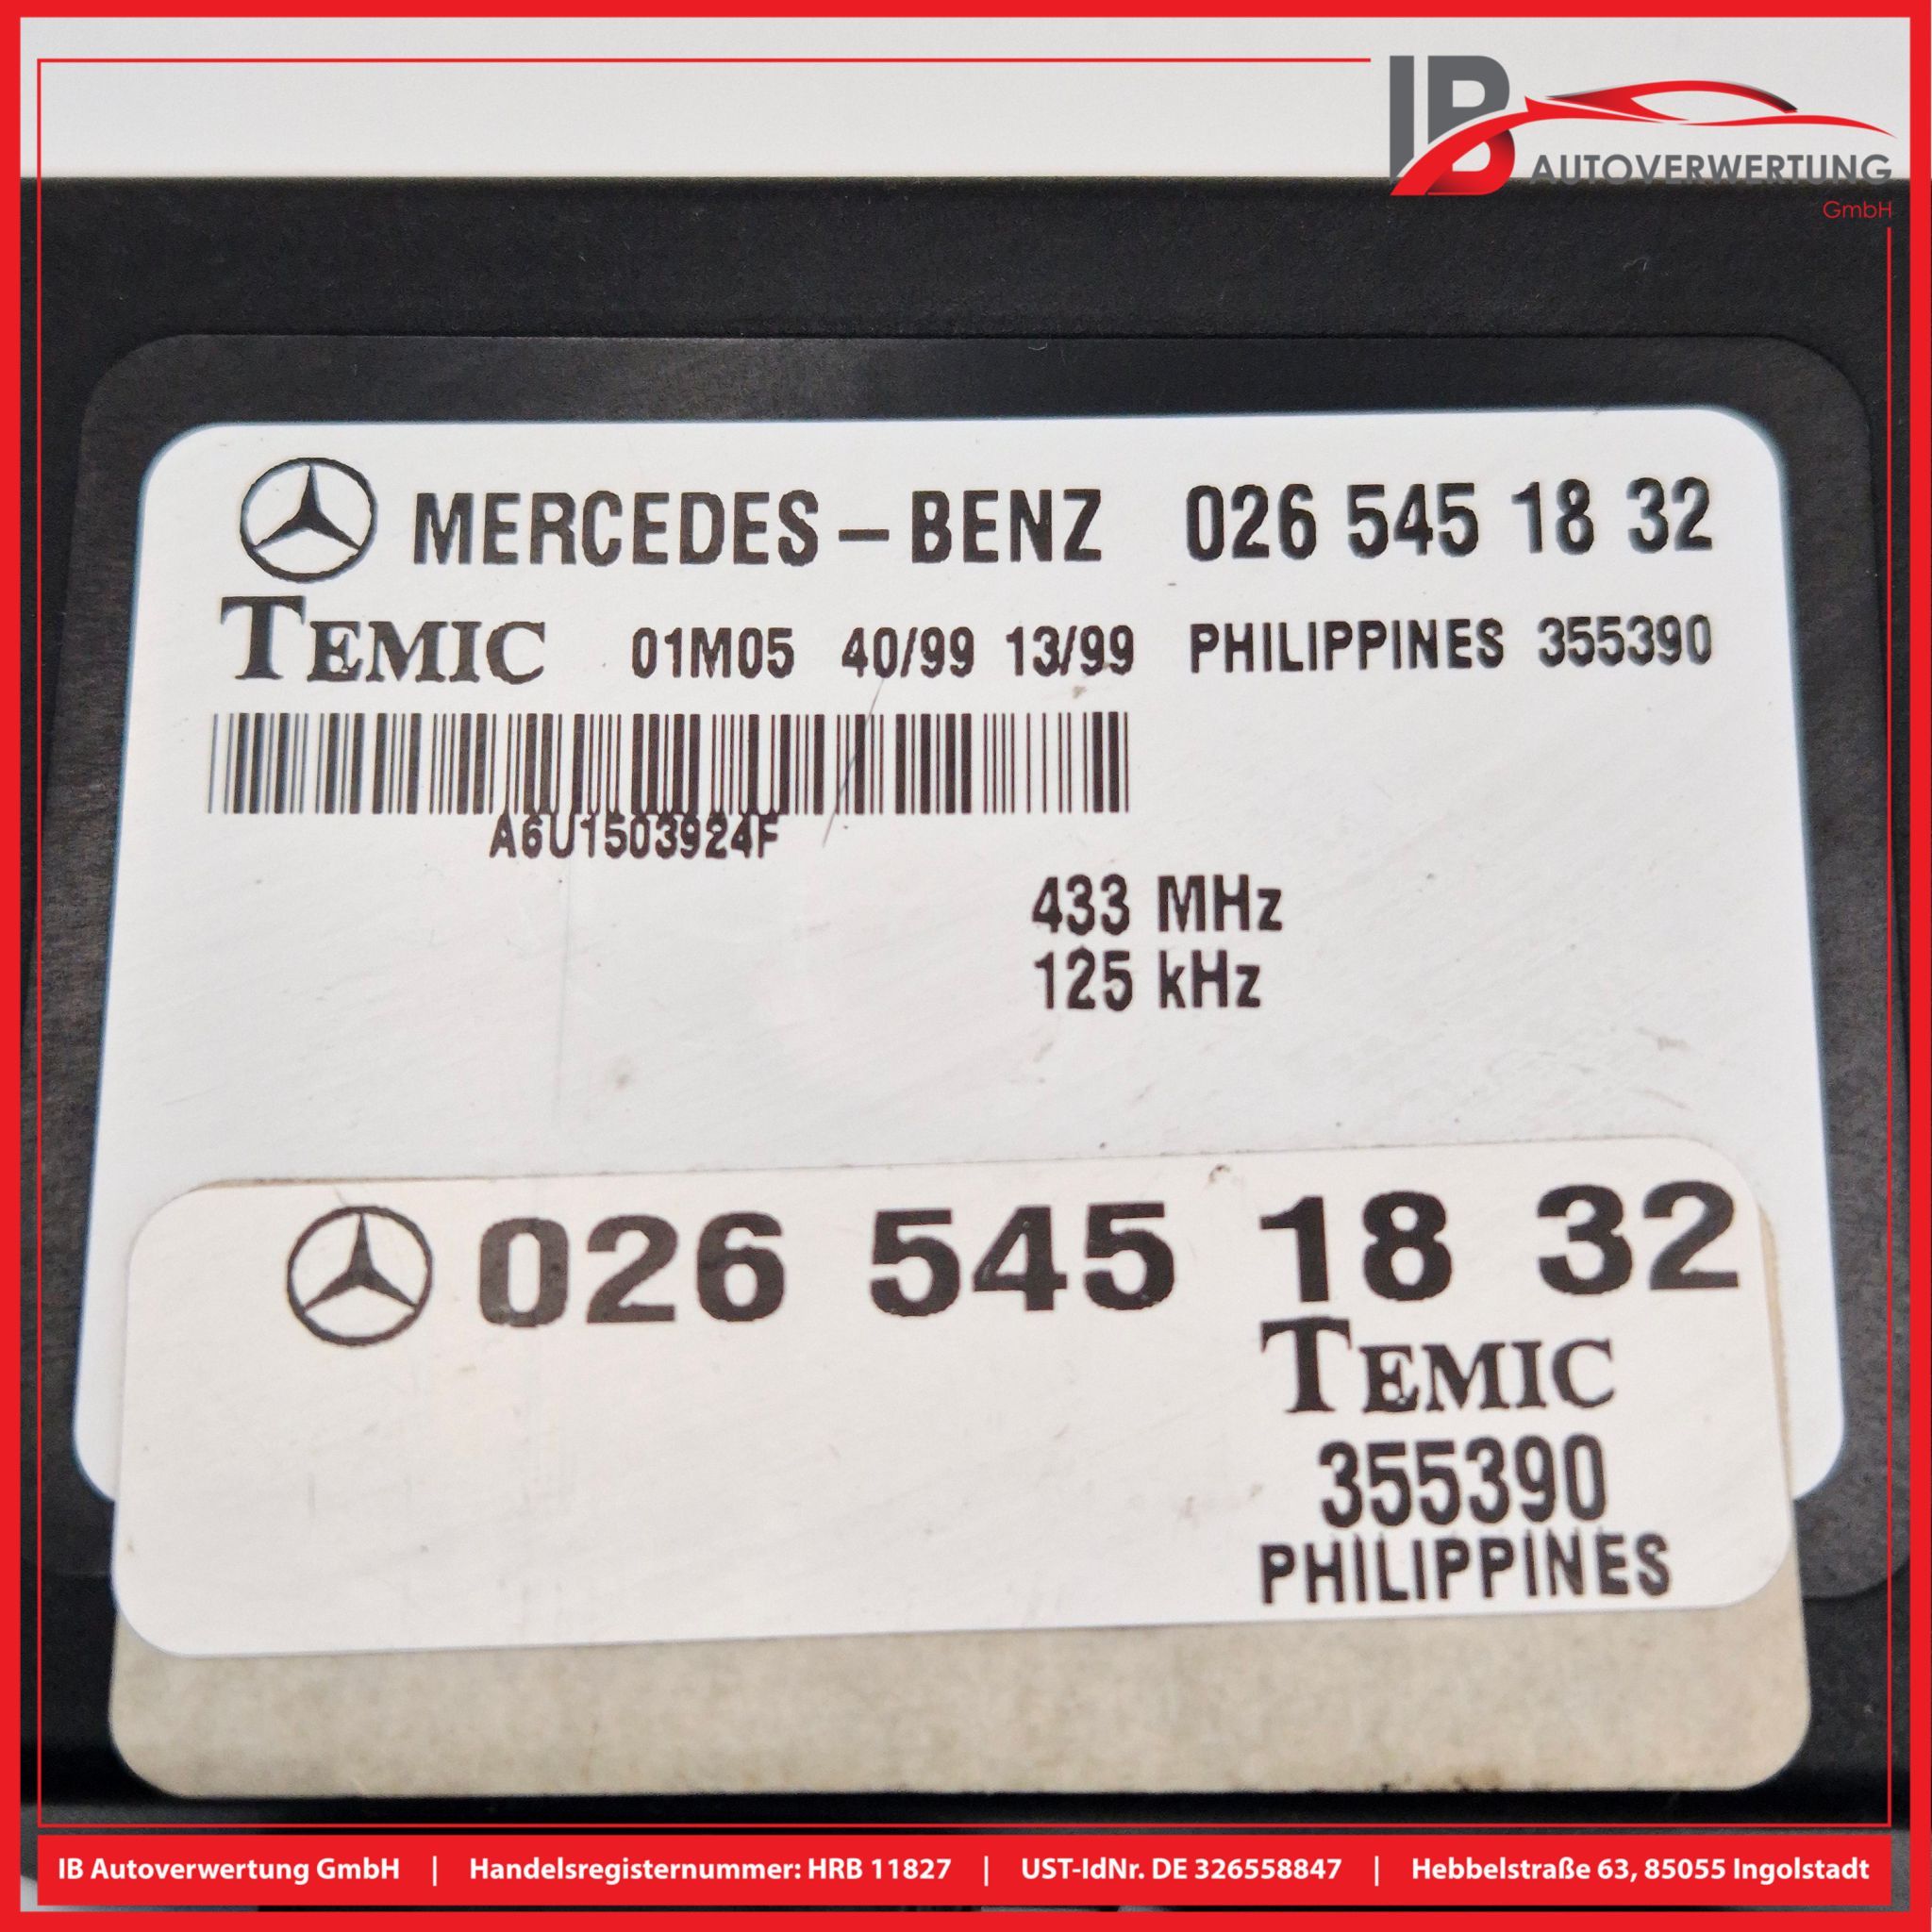 IB
AUTOVERWERTUNG
GmbH
MERCEDES-BENZ 026 545 18 32
TEMIC 01M05 40/99 13/99 PHILIPPINES 355390
A6U1503924F
433 MHz
125 kHz
026 545 18 32
TEMIC
355390
PHILIPPINES
IB Autoverwertung GmbH | Handelsregisternummer: HRB 11827 | UST-IdNr. DE 326558847 | Hebbelstraße 63, 85055 Ingolstadt